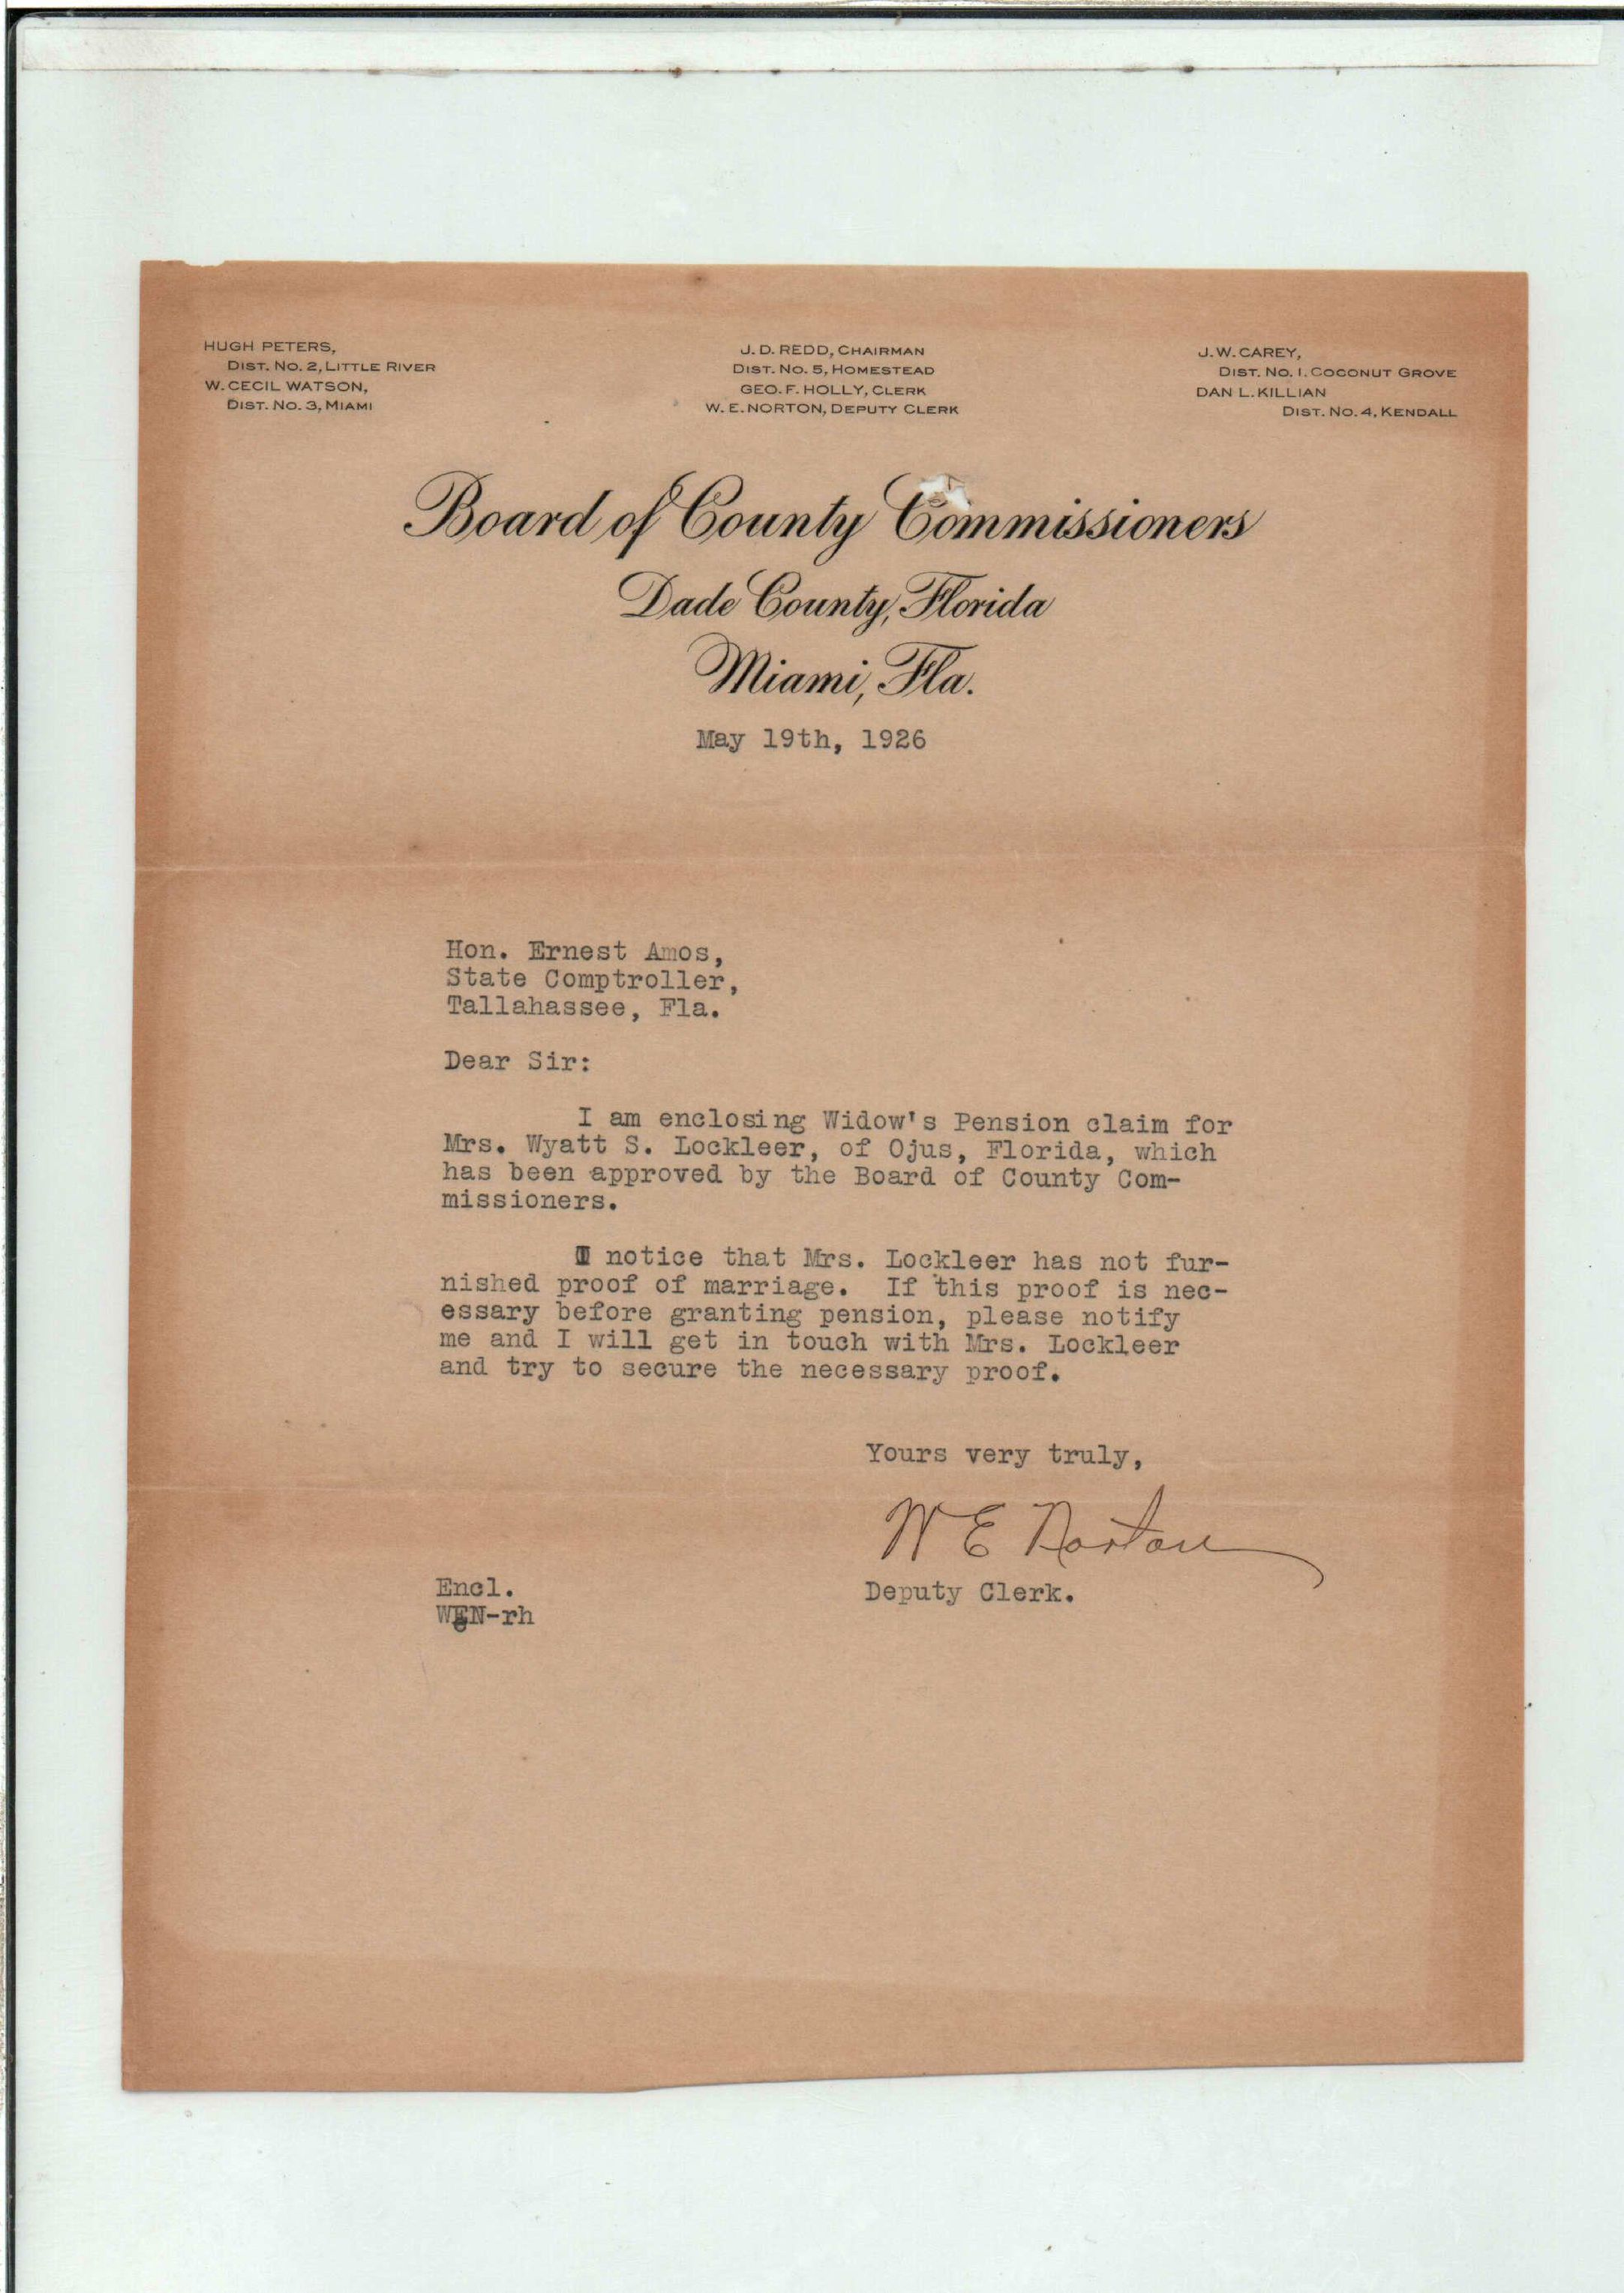 HUGH PETERS,
DIST. NO. 2, LITTLE RIVER
W. CECIL WATSON,
DIST. NO. 3, MIAMI
J. D. REDD, CHAIRMAN
DIST. NO. 5, HOMESTEAD
GEO. F. HOLLY, CLERK
W. E. NORTON, DEPUTY CLERK
J. W. CAREY,
DIST. NO. 1. COCONUT GROVE
DAN L. KILLIAN
DIST. NO. 4, KENDALL
Board of County Commissioners
Dade County, Florida
Miami, Fla.
May 19th, 1926
Hon. Ernest Amos,
State Comptroller,
Tallahassee, Fla.
Dear Sir:
I am enclosing Widow's Pension claim for
Mrs. Wyatt S. Lockleer, of Ojus, Florida, which
has been approved by the Board of County Com-
missioners.
I notice that Mrs. Lockleer has not fur-
nished proof of marriage. If this proof is nec-
essary before granting pension, please notify
me and I will get in touch with Mrs. Lockleer
and try to secure the necessary proof.
Yours very truly,
W E Norton
Deputy Clerk.
Encl.
WEN-rh